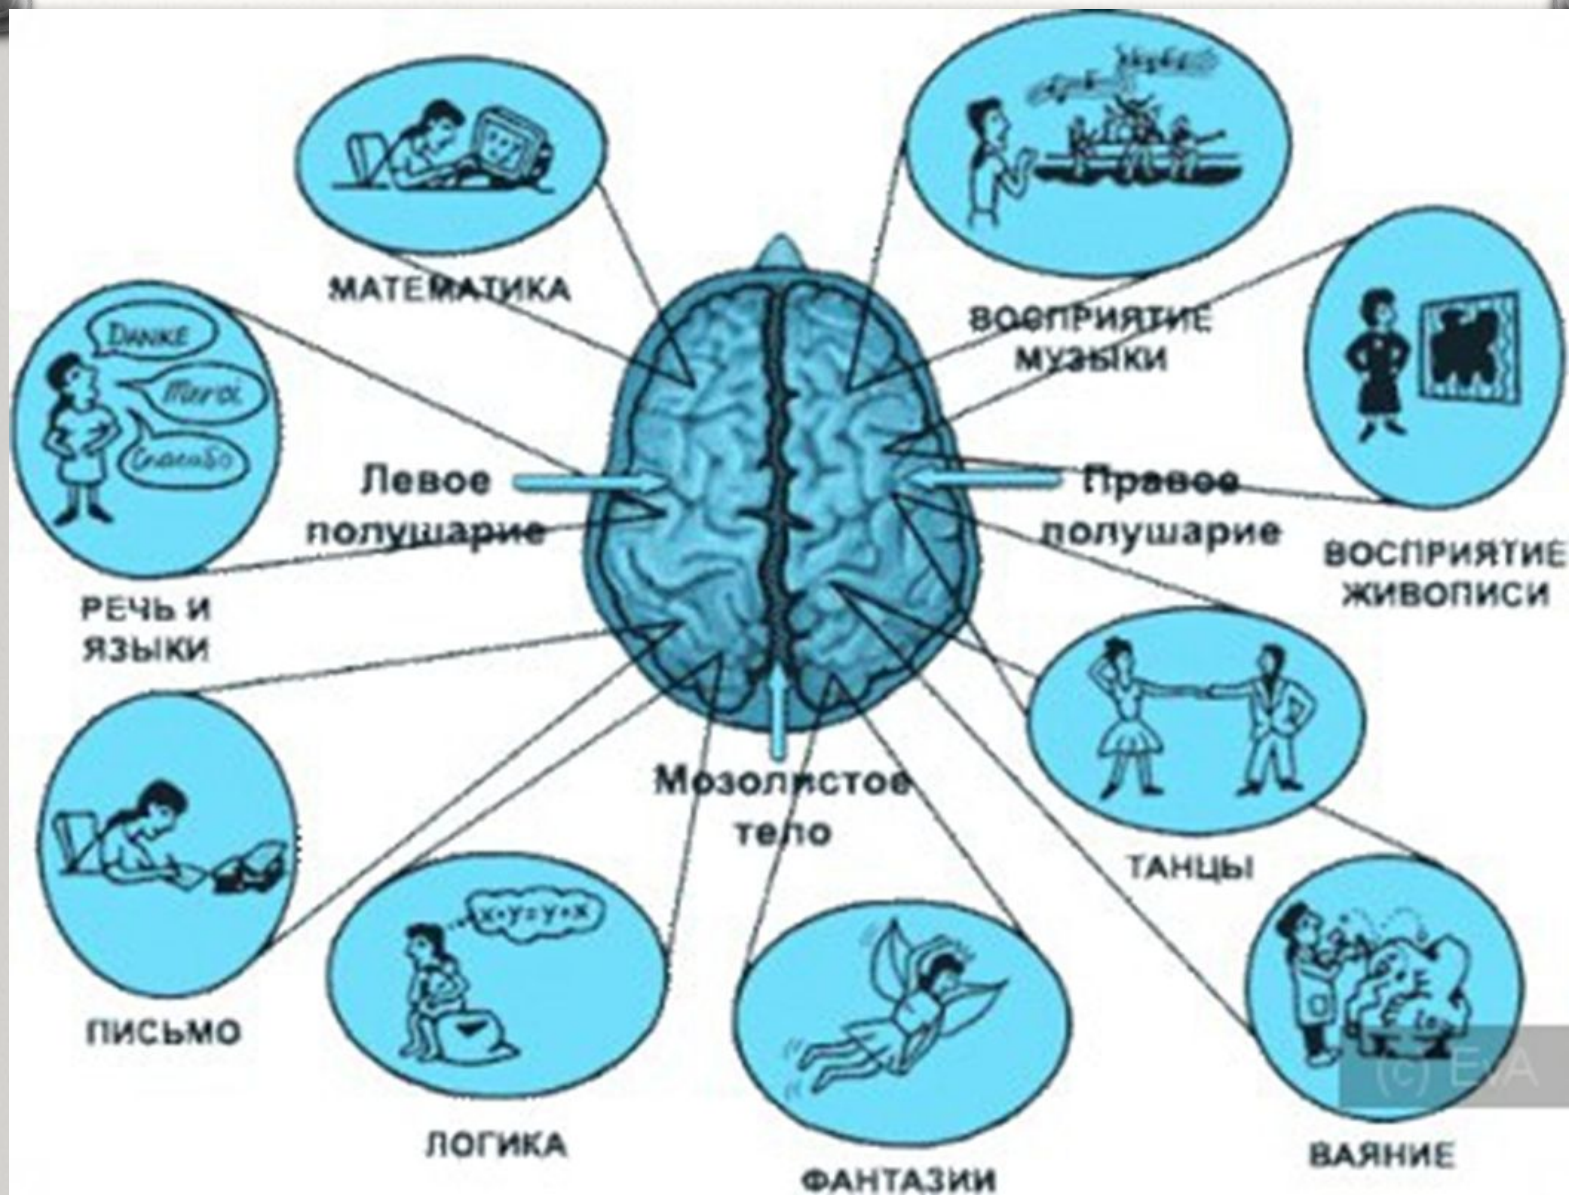 МАТЕМАТИКА
ВОСПРИЯТИЕ
МУЗЫКИ
DANKE
Merci
Спасибо
Левое
полушарие
Правое
полушарие
ВОСПРИЯТИЕ
ЖИВОПИСИ
РЕЧЬ И
ЯЗЫКИ
Мозолистое
тело
ТАНЦЫ
x+y=y+x
ПИСЬМО
ЛОГИКА
ФАНТАЗИИ
ВАЯНИЕ
(c) EvA